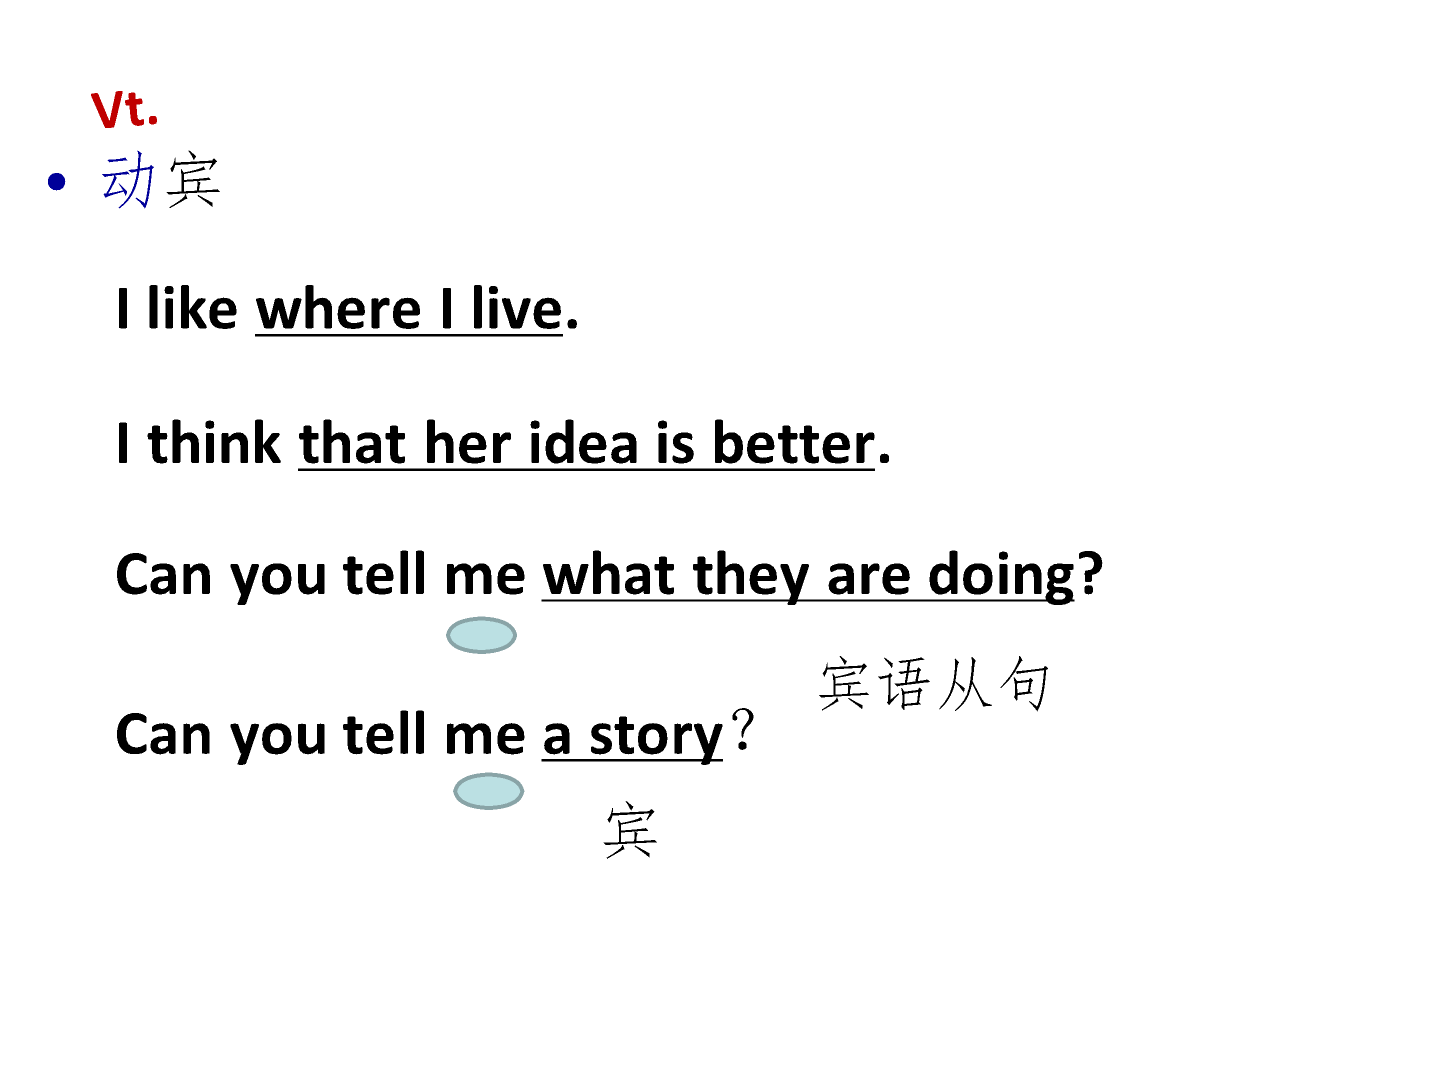 Vt.
• 动宾
I like where I live.
I think that her idea is better.
Can you tell me what they are doing?
宾语从句
Can you tell me a story？
宾